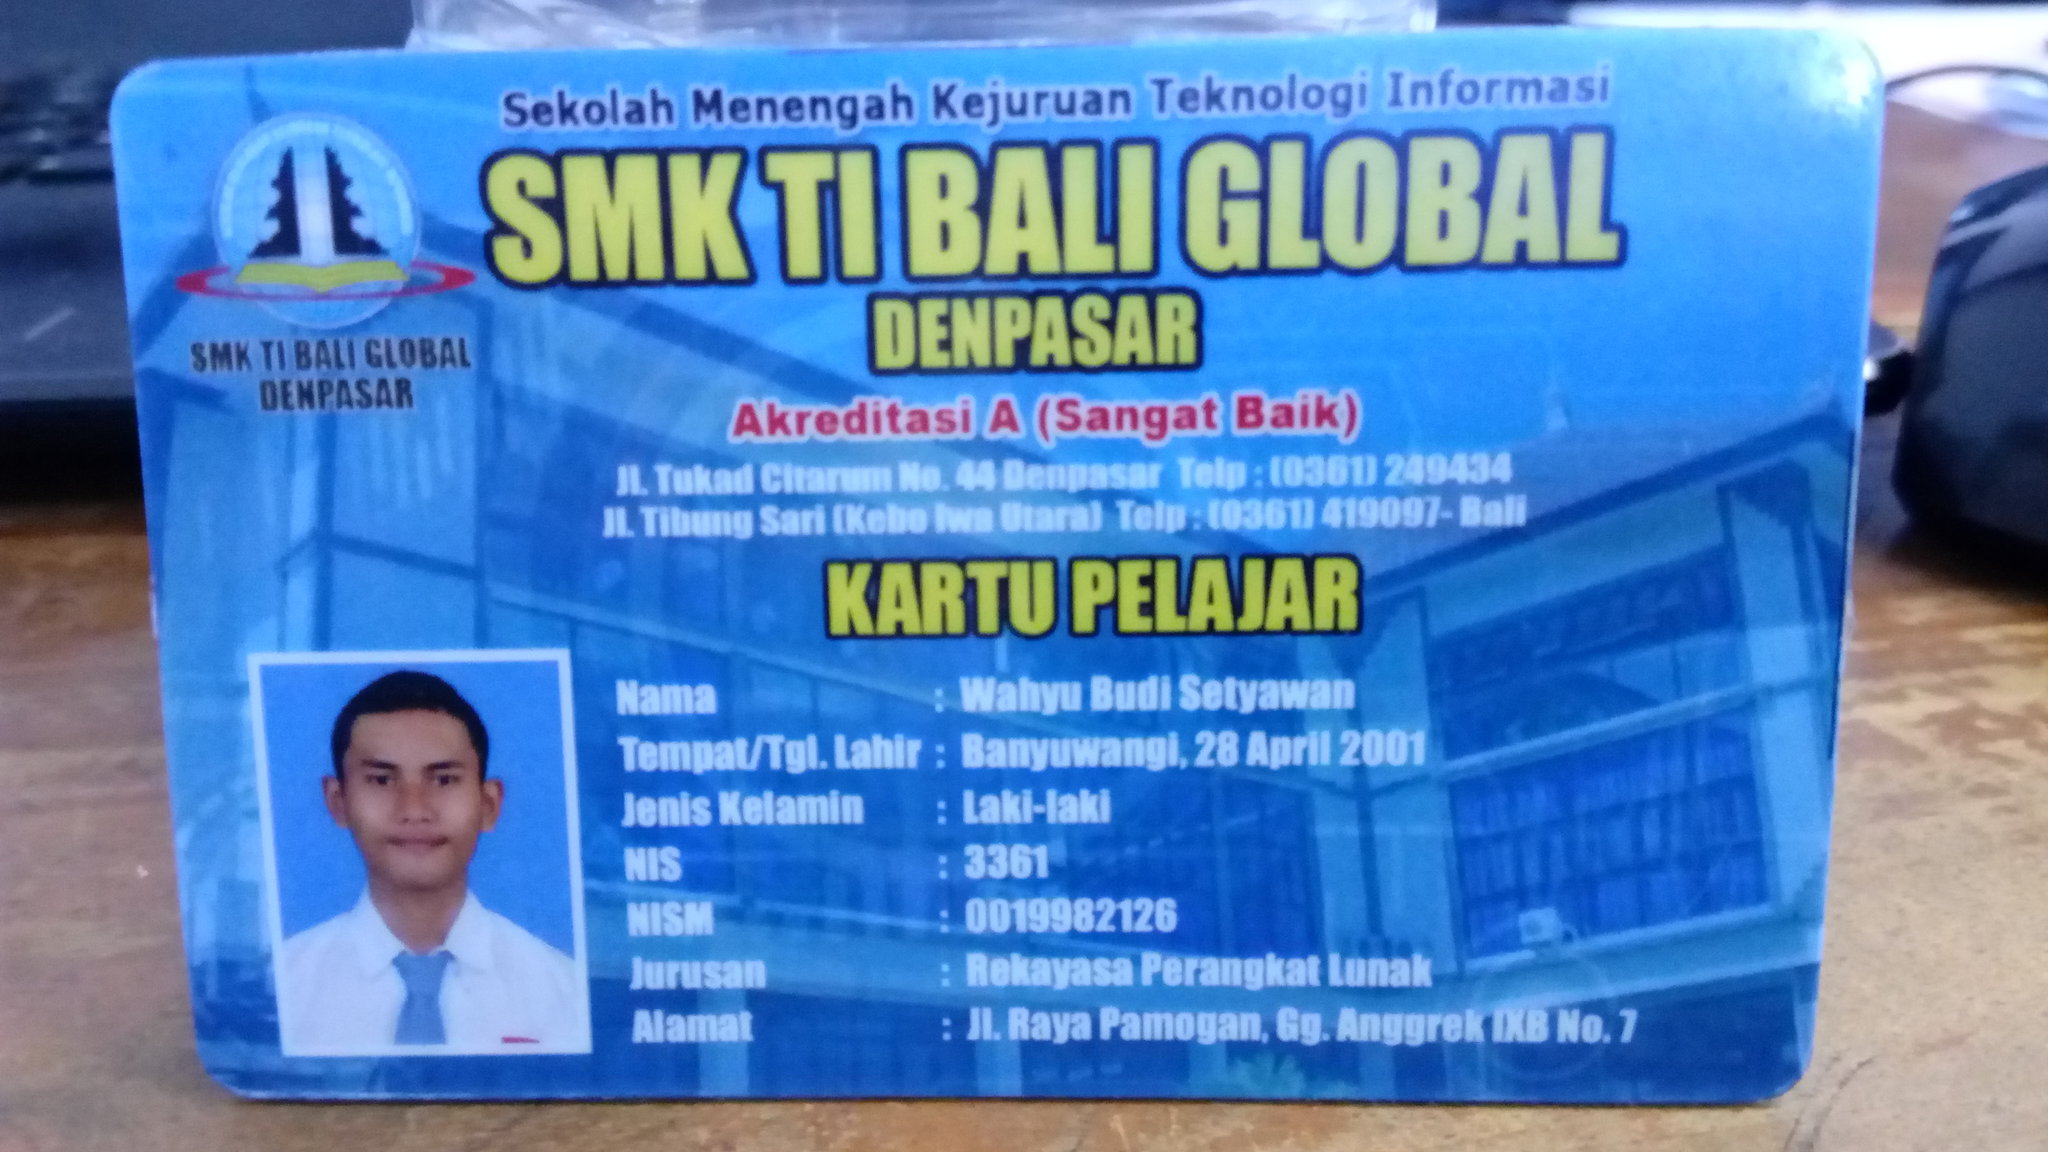 Sekolah Menengah Kejuruan Teknologi Informasi
SMK TI BALI GLOBAL
DENPASAR
SMK TI BALI GLOBAL
DENPASAR
Akreditasi A (Sangat Baik)
Jl. Tukad Citarum No. 44 Denpasar Telp : (0361) 249434
Jl. Tibung Sari (Kebo Iwa Utara) Telp : (0361) 419097- Bali
KARTU PELAJAR
Nama : Wahyu Budi Setyawan
Tempat/Tgl. Lahir : Banyuwangi, 28 April 2001
Jenis Kelamin : Laki-laki
NIS : 3361
NISM : 0019982126
Jurusan : Rekayasa Perangkat Lunak
Alamat : Jl. Raya Pamogan, Gg. Anggrek IXB No. 7